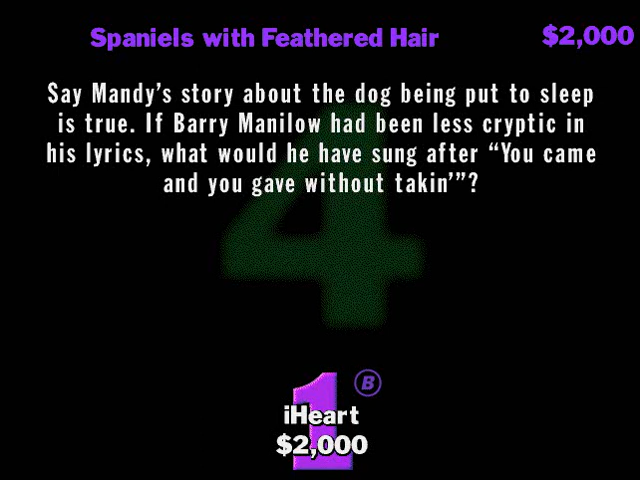 Spaniels with Feathered Hair $2,000
Say Mandy's story about the dog being put to sleep
is true. If Barry Manilow had been less cryptic in
his lyrics, what would he have sung after “You came
and you gave without takin'”?
4
1 B
iHeart
$2,000